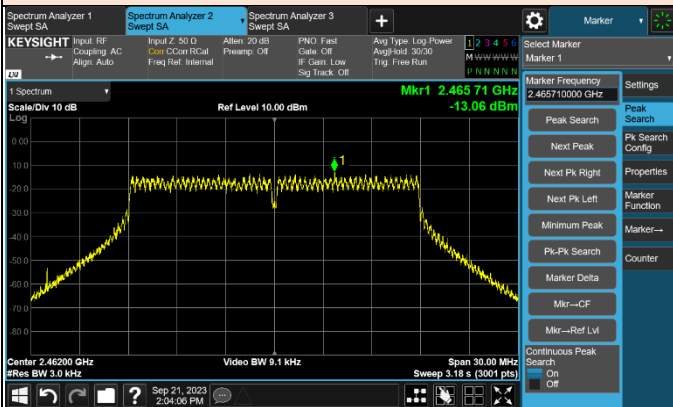 Spectrum Analyzer 1
Swept SA
Spectrum Analyzer 2
Swept SA
Spectrum Analyzer 3
Swept SA
Marker
KEYSIGHT
Input: RF
Coupling: AC
Align: Auto
Input Z: 50 Ω
Corr CCorr RCal
Freq Ref: Internal
Atten: 20 dB
Preamp: Off
PNO: Fast
Gate: Off
IF Gain: Low
Sig Track: Off
Avg Type: Log-Power
Avg|Hold: 30/30
Trig: Free Run
1 2 3 4 5 6
M W W W W W
P N N N N N
Select Marker
Marker 1
1 Spectrum
Scale/Div 10 dB
Log
Ref Level 10.00 dBm
Mkr1 2.465 71 GHz
-13.06 dBm
0.00
-10.0
-20.0
-30.0
-40.0
-50.0
-60.0
-70.0
-80.0
1
Center 2.46200 GHz
#Res BW 3.0 kHz
Video BW 9.1 kHz
Span 30.00 MHz
Sweep 3.18 s (3001 pts)
Marker Frequency
2.465710000 GHz
Peak Search
Next Peak
Next Pk Right
Next Pk Left
Minimum Peak
Pk-Pk Search
Marker Delta
Mkr→CF
Mkr→Ref Lvl
Continuous Peak
Search
On
Off
Settings
Peak
Search
Pk Search
Config
Properties
Marker
Function
Marker→
Counter
Sep 21, 2023
2:04:06 PM